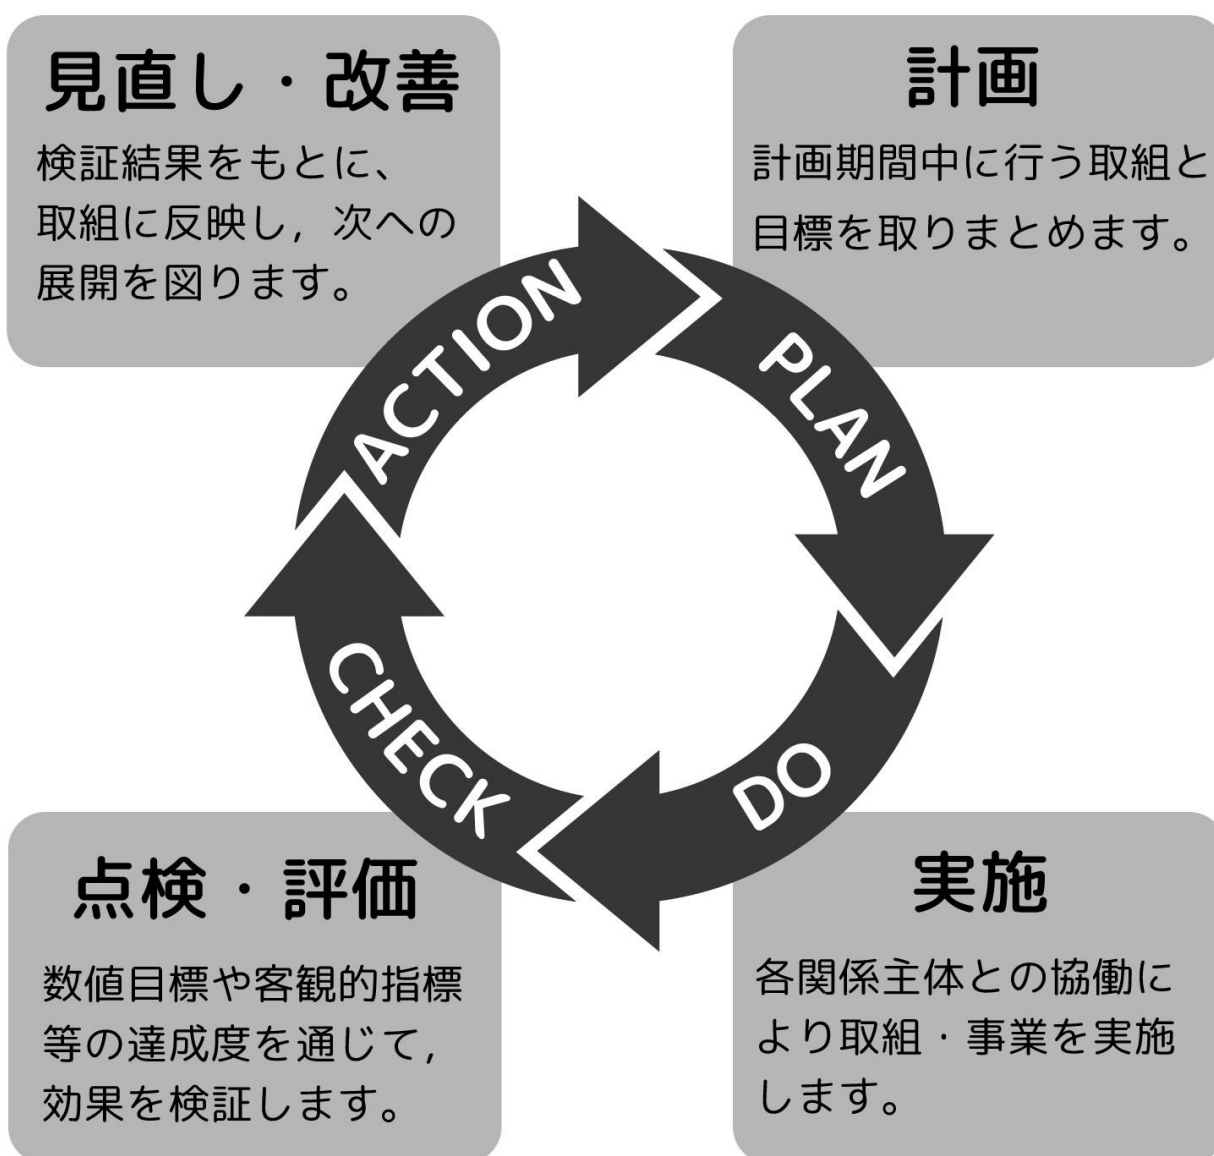 見直し・改善
検証結果をもとに、
取組に反映し，次への
展開を図ります。
計画
計画期間中に行う取組と
目標を取りまとめます。
ACTION
PLAN
CHECK
DO
点検・評価
数値目標や客観的指標
等の達成度を通じて，
効果を検証します。
実施
各関係主体との協働に
より取組・事業を実施
します。